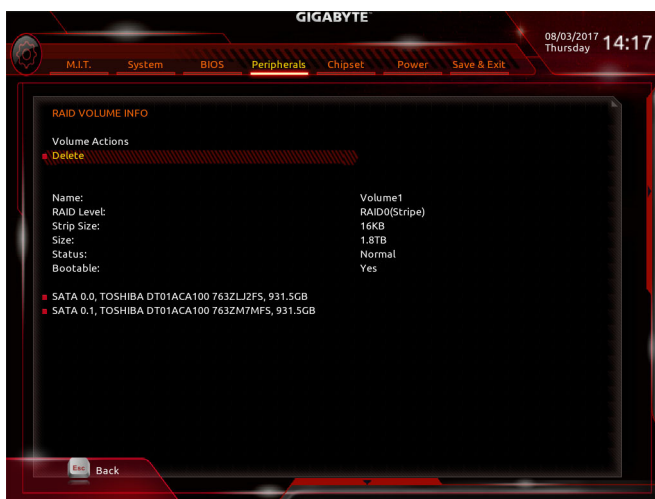 GIGABYTE
08/03/2017 Thursday 14:17
M.I.T. System BIOS Peripherals Chipset Power Save & Exit
RAID VOLUME INFO
Volume Actions
Delete
Name: Volume1
RAID Level: RAID0(Stripe)
Strip Size: 16KB
Size: 1.8TB
Status: Normal
Bootable: Yes
SATA 0.0, TOSHIBA DT01ACA100 763ZLJ2FS, 931.5GB
SATA 0.1, TOSHIBA DT01ACA100 763ZM7MFS, 931.5GB
Esc Back